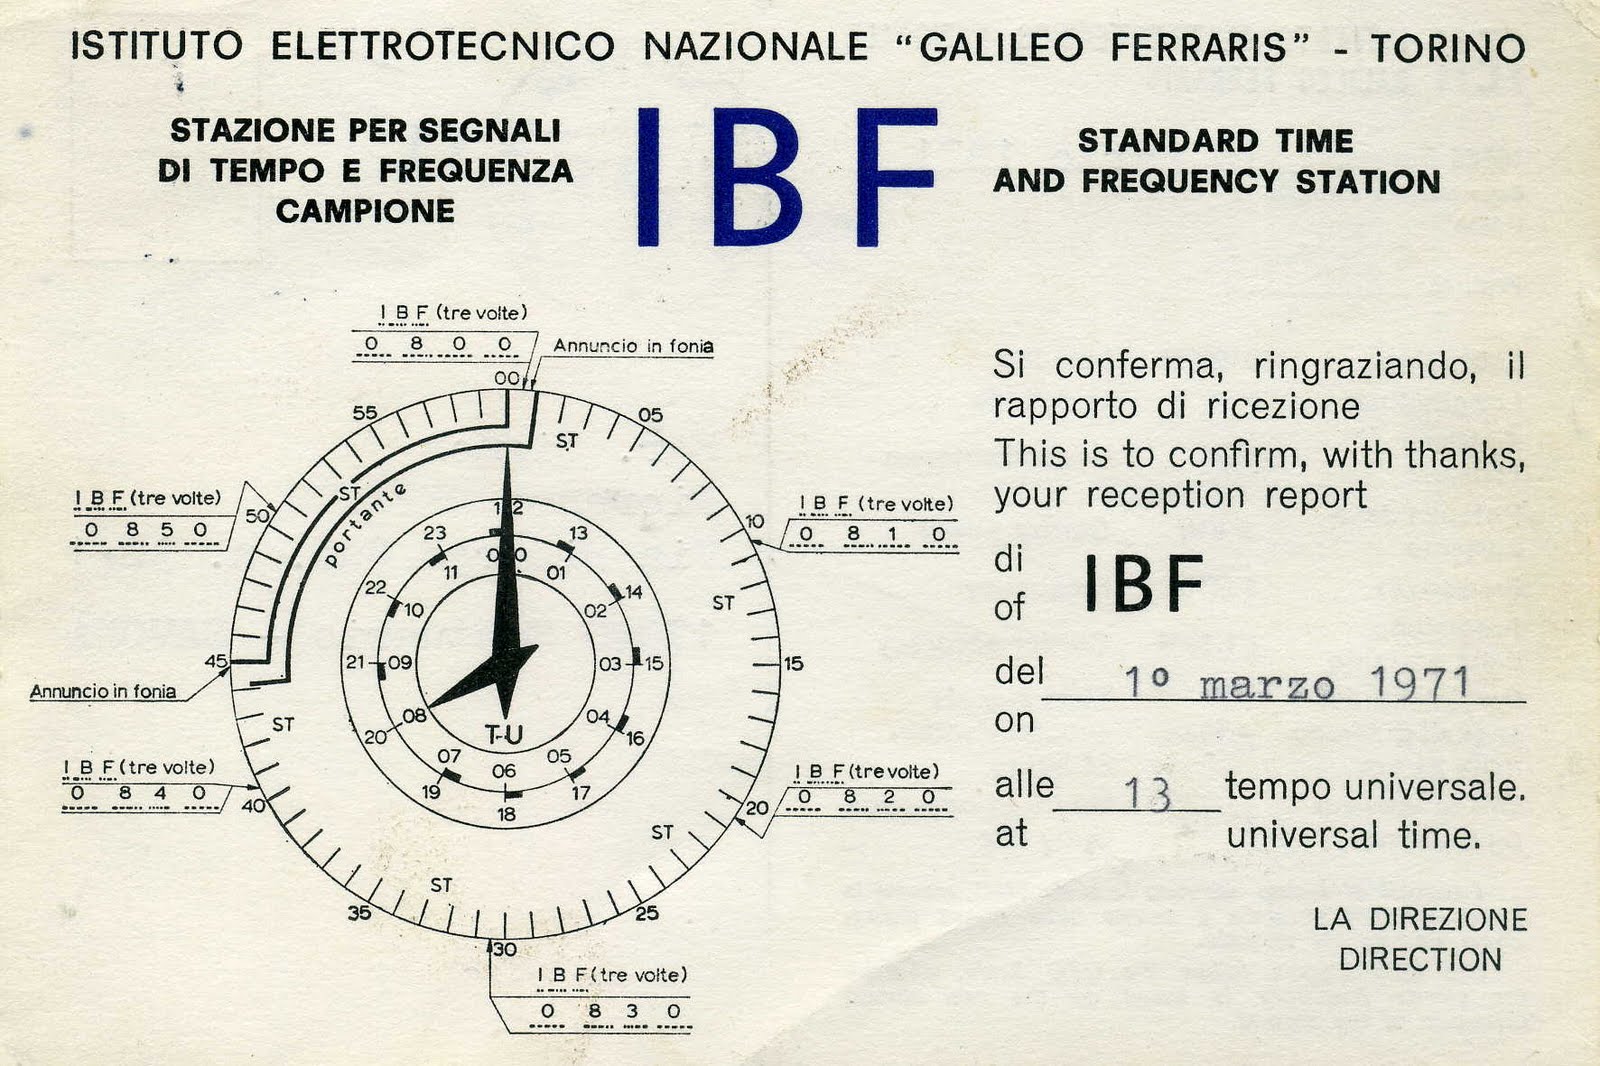 ISTITUTO ELETTROTECNICO NAZIONALE “GALILEO FERRARIS” - TORINO
STAZIONE PER SEGNALI
DI TEMPO E FREQUENZA
CAMPIONE
IBF
STANDARD TIME
AND FREQUENCY STATION
I B F (tre volte)
0 8 0 0
Annuncio in fonia
00
55
05
ST
ST
portante
I B F (tre volte)
0 8 5 0
50
10
I B F (tre volte)
0 8 1 0
ST
12
23
13
00
11
01
22
10
14
02
45
21
09
03
15
15
Annuncio in fonia
ST
20
08
04
16
T-U
07
05
06
19
17
18
I B F (tre volte)
0 8 4 0
40
20
I B F (tre volte)
0 8 2 0
ST
ST
35
25
30
I B F (tre volte)
0 8 3 0
Si conferma, ringraziando, il
rapporto di ricezione
This is to confirm, with thanks,
your reception report
di
of
IBF
del 1º marzo 1971
on
alle 13 tempo universale.
at universal time.
LA DIREZIONE
DIRECTION